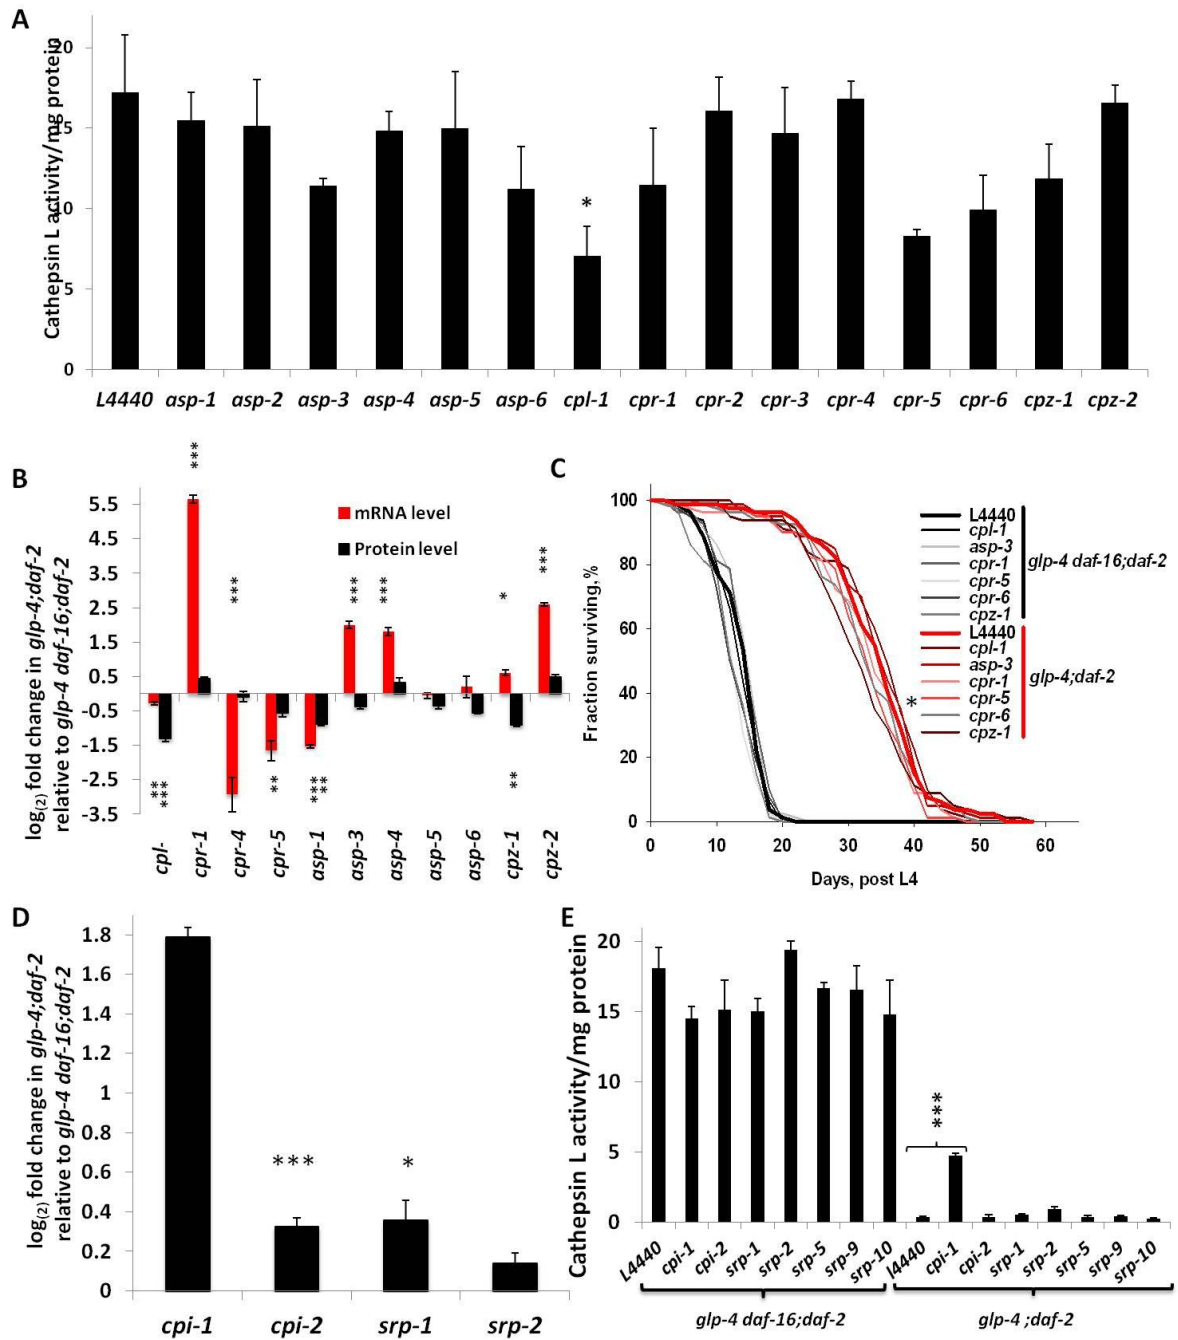 A
Cathepsin L activity/mg protein
20
15
10
5
0
L4440 asp-1 asp-2 asp-3 asp-4 asp-5 asp-6 cpl-1 cpr-1 cpr-2 cpr-3 cpr-4 cpr-5 cpr-6 cpz-1 cpz-2
*
B
log(2) fold change in glp-4;daf-2
relative to glp-4 daf-16;daf-2
5.5
4.5
3.5
2.5
1.5
0.5
-0.5
-1.5
-2.5
-3.5
mRNA level
Protein level
*** *** *** *** * ***
** *** ** *** ** **
cpl- cpr-1 cpr-4 cpr-5 asp-1 asp-3 asp-4 asp-5 asp-6 cpz-1 cpz-2
C
Fraction surviving, %
100
80
60
40
20
0
0 10 20 30 40 50 60
Days, post L4
L4440
cpl-1
asp-3
cpr-1
cpr-5
cpr-6
cpz-1
glp-4 daf-16;daf-2
L4440
cpl-1
asp-3
cpr-1
cpr-5
cpr-6
cpz-1
glp-4;daf-2
*
D
log(2) fold change in glp-4;daf-2
relative to glp-4 daf-16;daf-2
1.8
1.6
1.4
1.2
1
0.8
0.6
0.4
0.2
0
*** *
cpi-1 cpi-2 srp-1 srp-2
E
Cathepsin L activity/mg protein
20
15
10
5
0
***
L4440 cpi-1 cpi-2 srp-1 srp-2 srp-5 srp-9 srp-10 l4440 cpi-1 cpi-2 srp-1 srp-2 srp-5 srp-9 srp-10
glp-4 daf-16;daf-2 glp-4 ;daf-2